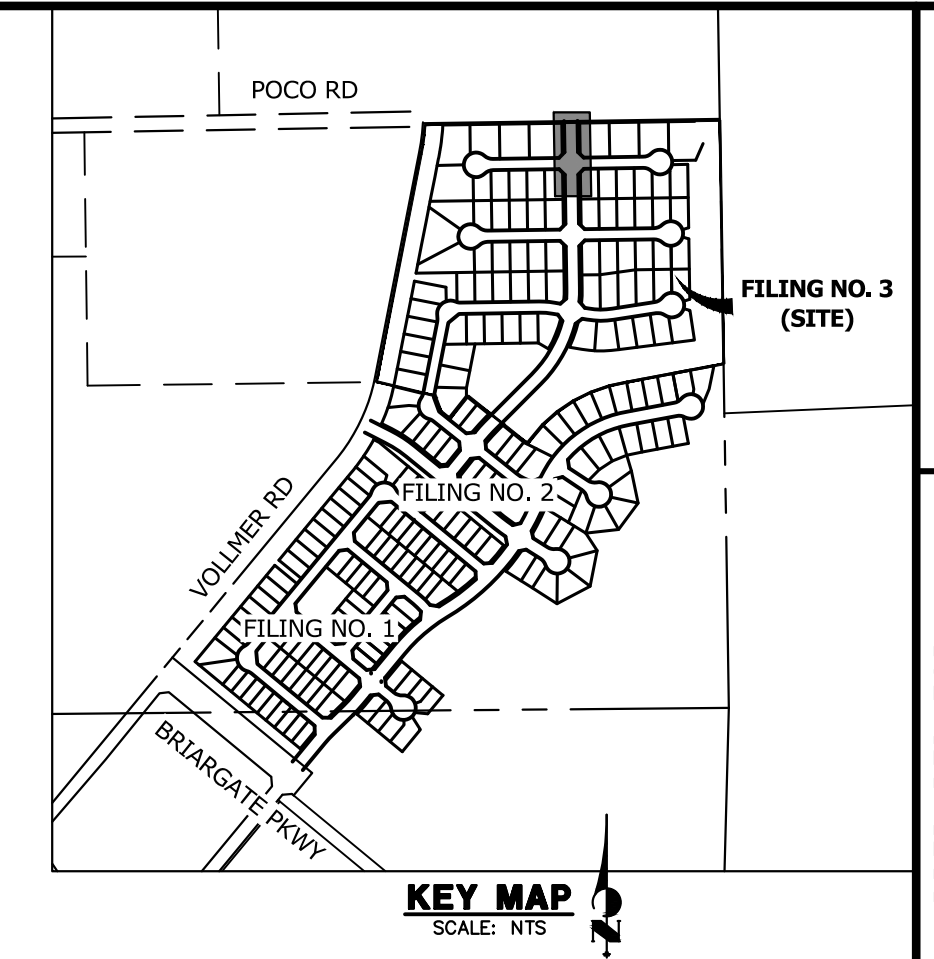 POCO RD
FILING NO. 3
(SITE)
FILING NO. 2
VOLLMER RD
FILING NO. 1
BRIARGATE PKWY
KEY MAP
SCALE: NTS
N